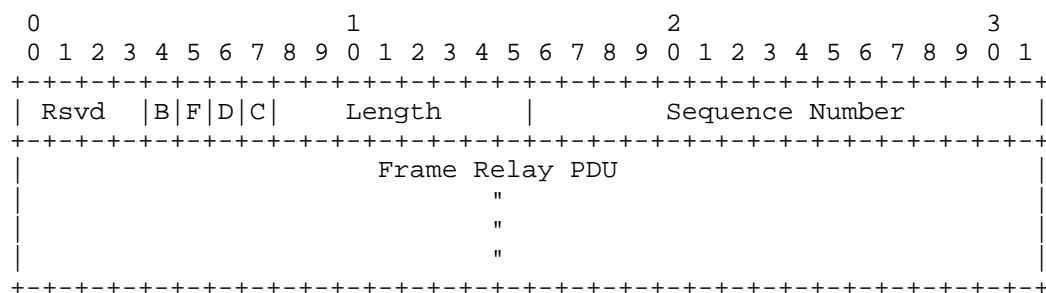 0                   1                   2                   3
 0 1 2 3 4 5 6 7 8 9 0 1 2 3 4 5 6 7 8 9 0 1 2 3 4 5 6 7 8 9 0 1
+-+-+-+-+-+-+-+-+-+-+-+-+-+-+-+-+-+-+-+-+-+-+-+-+-+-+-+-+-+-+-+-+
| Rsvd  |B|F|D|C|    Length     |        Sequence Number        |
+-+-+-+-+-+-+-+-+-+-+-+-+-+-+-+-+-+-+-+-+-+-+-+-+-+-+-+-+-+-+-+-+
|                      Frame Relay PDU                          |
|                             "                                 |
|                             "                                 |
|                             "                                 |
+-+-+-+-+-+-+-+-+-+-+-+-+-+-+-+-+-+-+-+-+-+-+-+-+-+-+-+-+-+-+-+-+